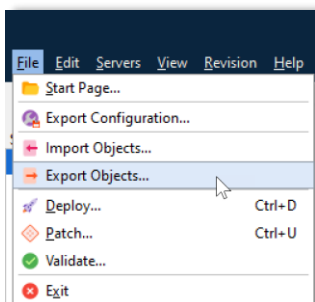 File Edit Servers View Revision Help
Start Page...
Export Configuration...
Import Objects...
Export Objects...
Deploy... Ctrl+D
Patch... Ctrl+U
Validate...
Exit